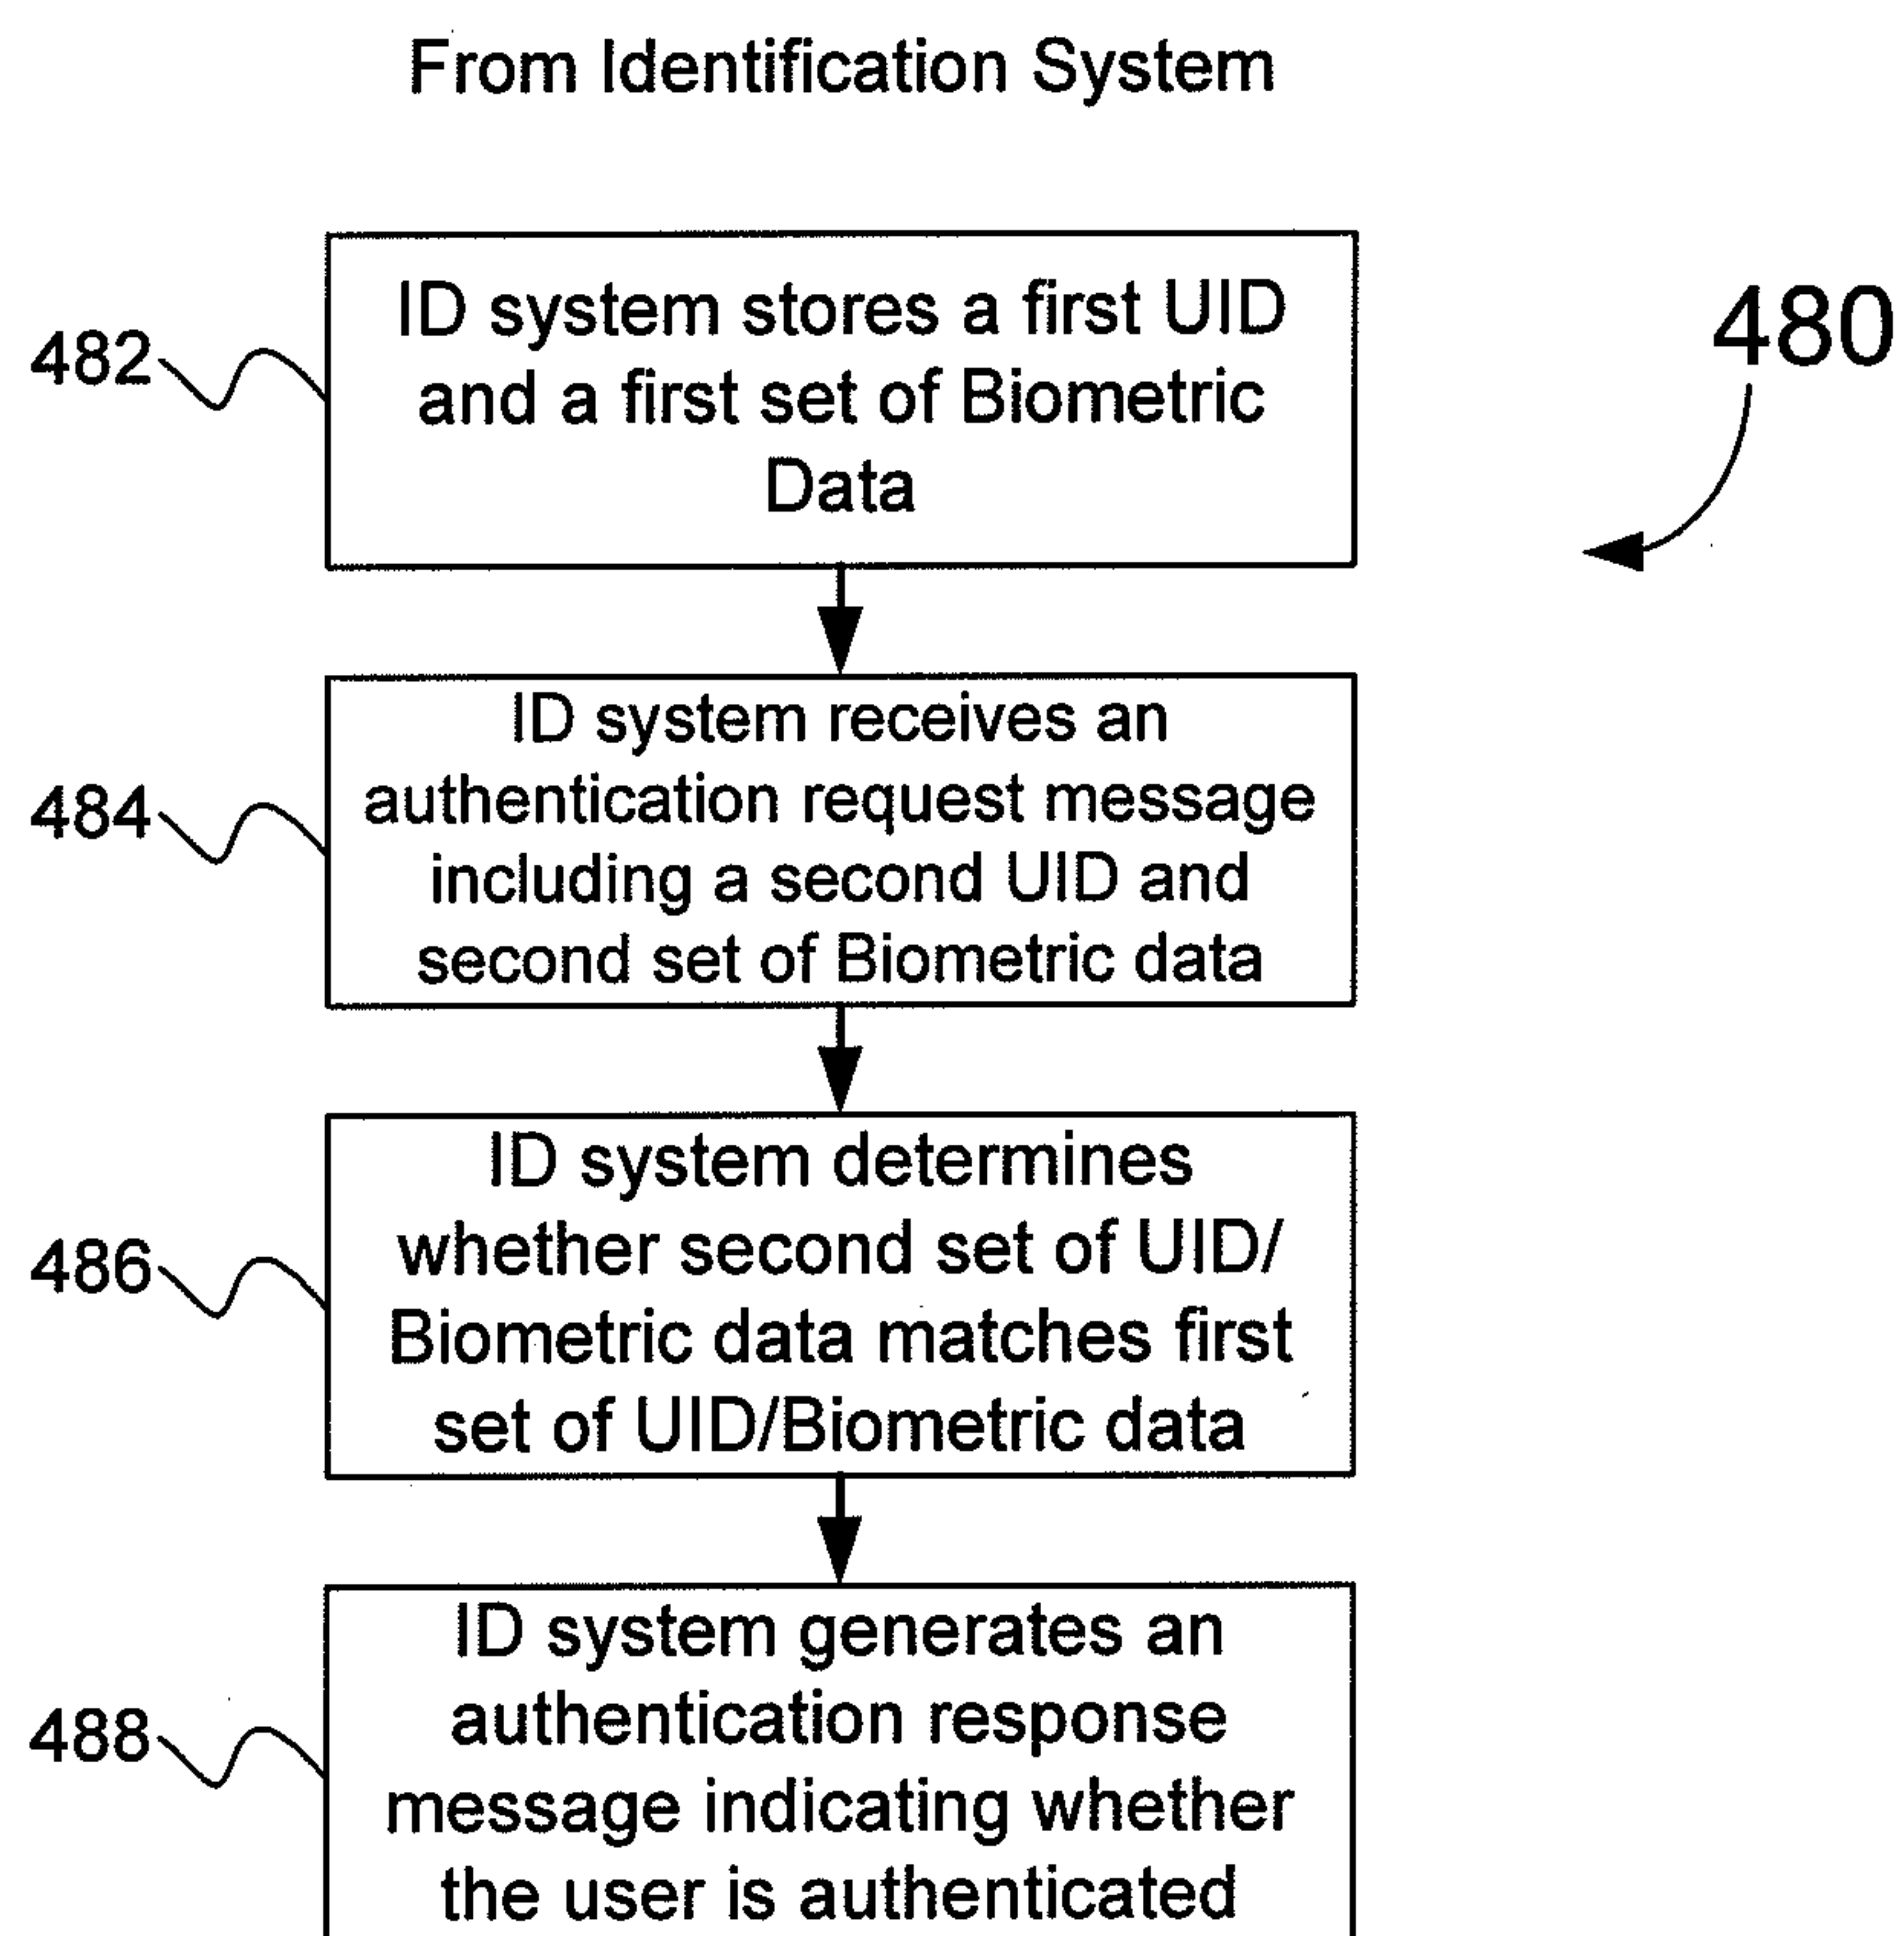 From Identification System
ID system stores a first UID
and a first set of Biometric
Data
482
480
ID system receives an
authentication request message
including a second UID and
second set of Biometric data
484
ID system determines
whether second set of UID/
Biometric data matches first
set of UID/Biometric data
486
ID system generates an
authentication response
message indicating whether
the user is authenticated
488